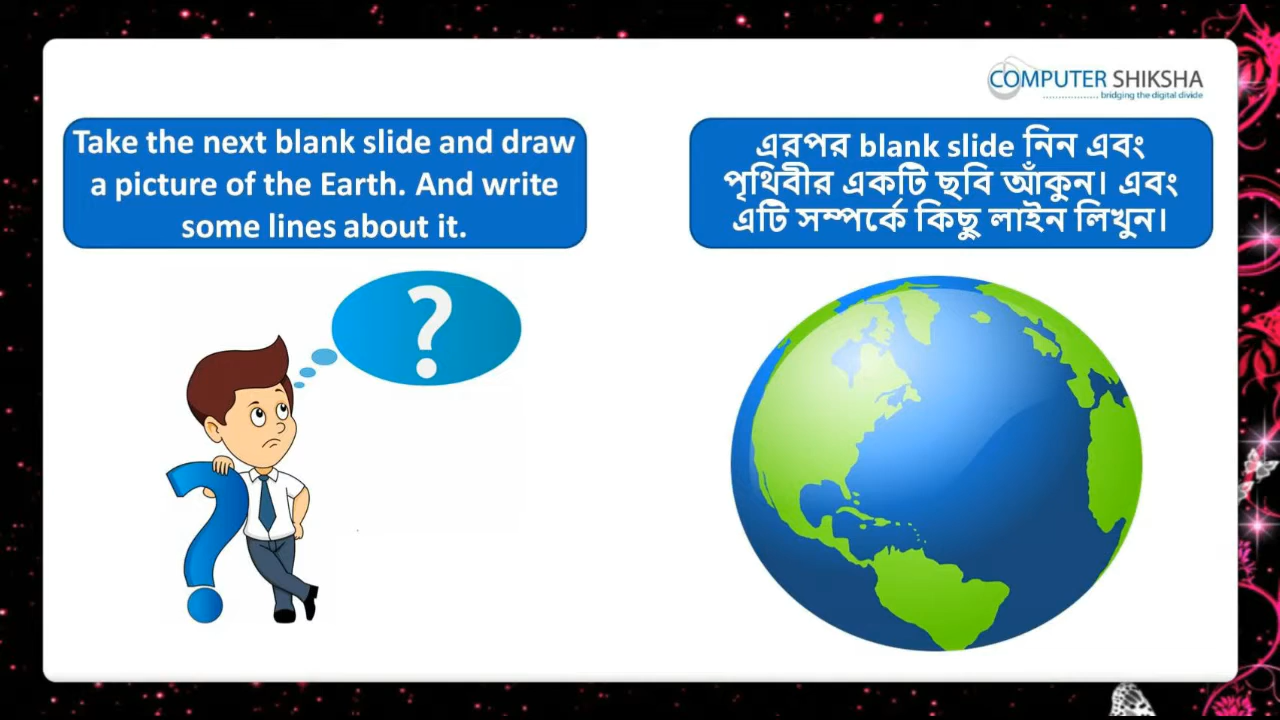 COMPUTER SHIKSHA
bridging the digital divide
Take the next blank slide and draw
a picture of the Earth. And write
some lines about it.
এরপর blank slide নিন এবং
পৃথিবীর একটি ছবি আঁকুন। এবং
এটি সম্পর্কে কিছু লাইন লিখুন।
?